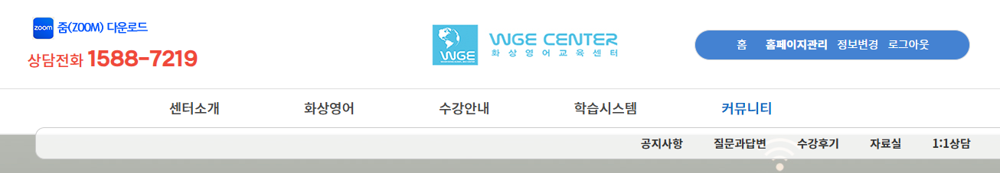 zoom 줌(ZOOM) 다운로드
상담전화 1588-7219
WGE
WGE CENTER
화상영어교육센터
홈 홈페이지관리 정보변경 로그아웃
센터소개 화상영어 수강안내 학습시스템 커뮤니티
공지사항 질문과답변 수강후기 자료실 1:1상담